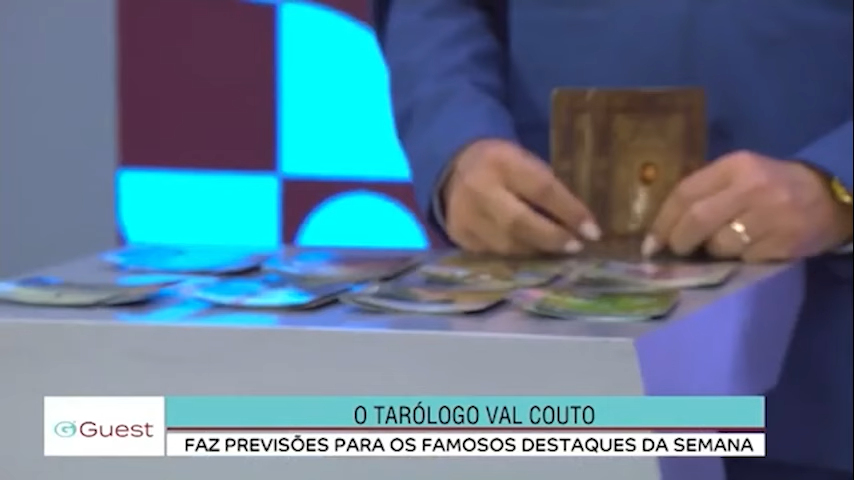 O TARÓLOGO VAL COUTO
Guest
FAZ PREVISÕES PARA OS FAMOSOS DESTAQUES DA SEMANA